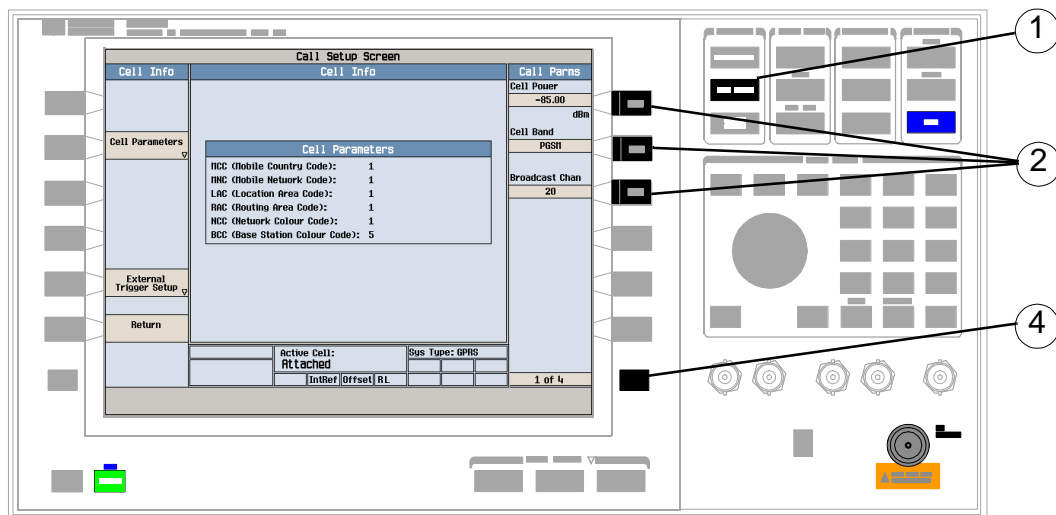 1
Call Setup Screen
Cell Info
Cell Info
Call Parms
Cell Power
-85.00
dBm
Cell Parameters
Cell Band
PGSM
2
Cell Parameters
MCC (Mobile Country Code): 1
MNC (Mobile Network Code): 1
LAC (Location Area Code): 1
RAC (Routing Area Code): 1
NCC (Network Colour Code): 1
BCC (Base Station Colour Code): 5
Broadcast Chan
20
External
Trigger Setup
Return
4
Active Cell:
Attached
Sys Type: GPRS
IntRef
Offset
RL
1 of 4